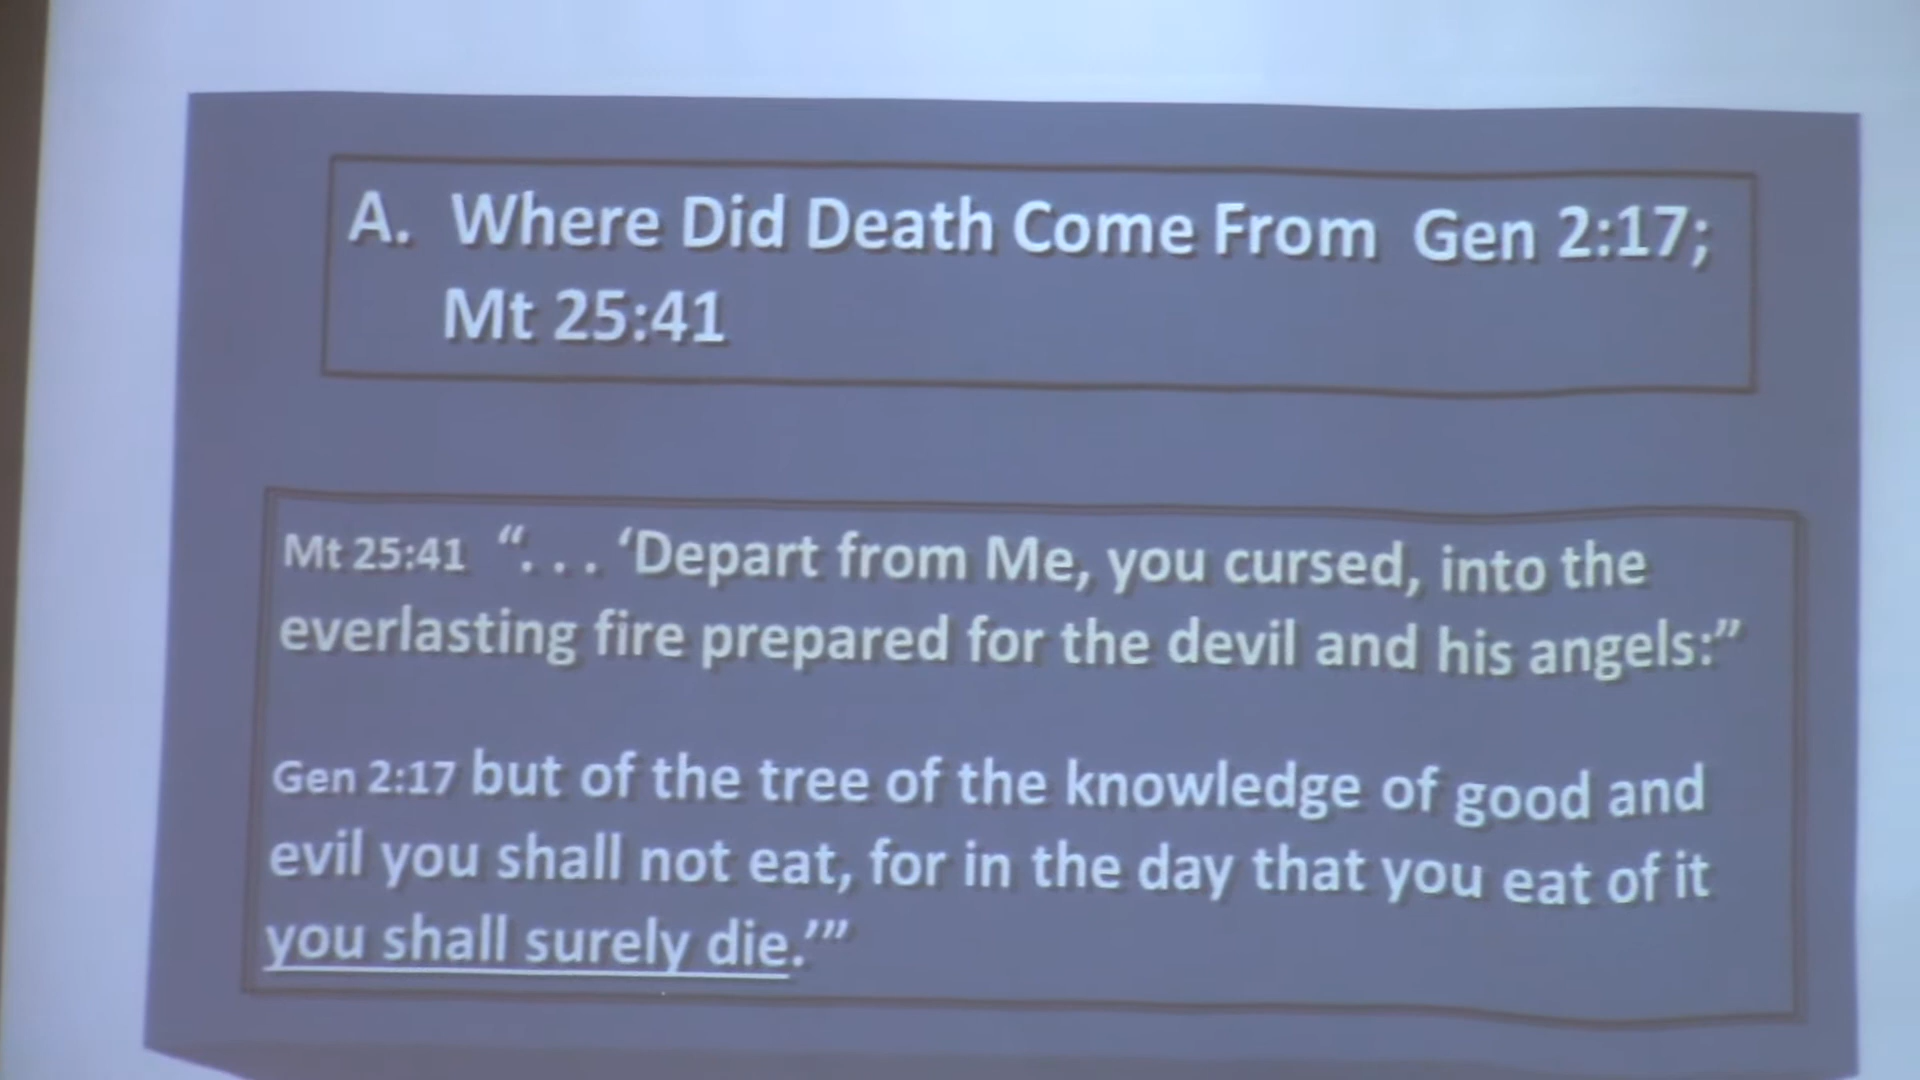 A. Where Did Death Come From Gen 2:17;
Mt 25:41
Mt 25:41 “. . . ‘Depart from Me, you cursed, into the
everlasting fire prepared for the devil and his angels:”
Gen 2:17 but of the tree of the knowledge of good and
evil you shall not eat, for in the day that you eat of it
you shall surely die.’”